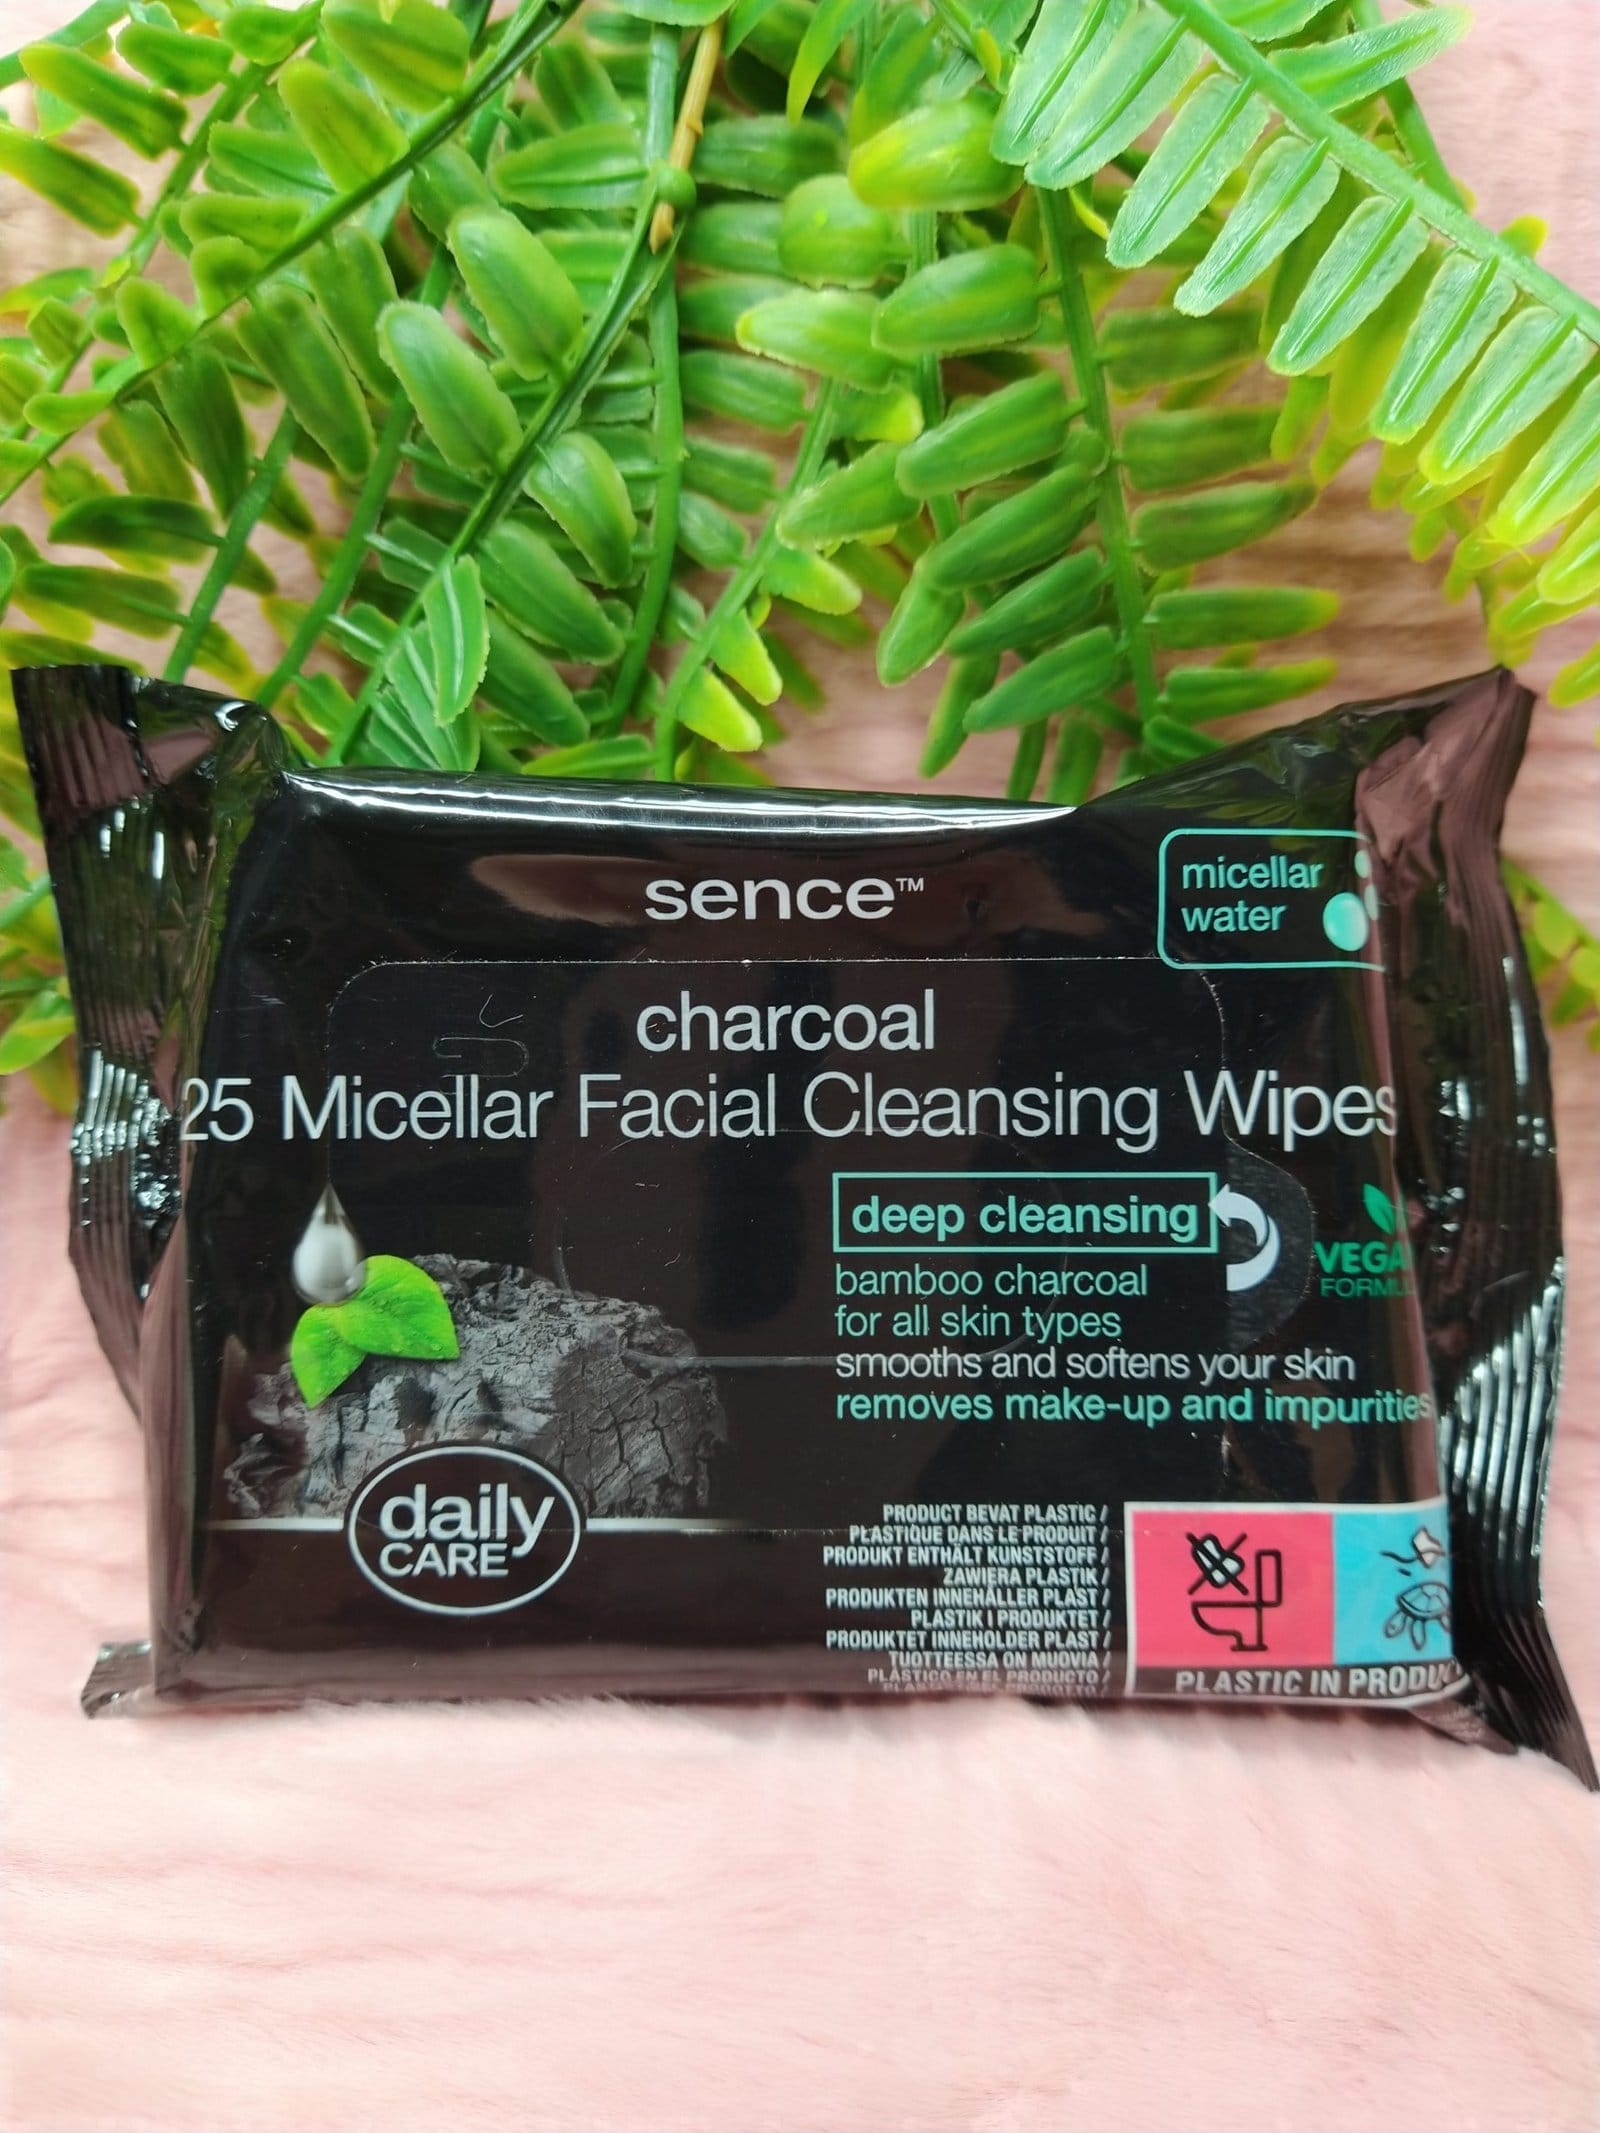 sence™
micellar
water
charcoal
25 Micellar Facial Cleansing Wipes
deep cleansing
bamboo charcoal
for all skin types
smooths and softens your skin
removes make-up and impurities
VEGA
FORMU
daily
CARE
PRODUCT BEVAT PLASTIC /
PLASTIQUE DANS LE PRODUIT /
PRODUKT ENTHÄLT KUNSTSTOFF /
ZAWIERA PLASTIK /
PRODUKTEN INNEHÅLLER PLAST /
PLASTIK I PRODUKTET /
PRODUKTET INNEHOLDER PLAST /
TUOTTEESSA ON MUOVIA /
PLÁSTICO EN EL PRODUCTO /
PLASTIC IN PRODU